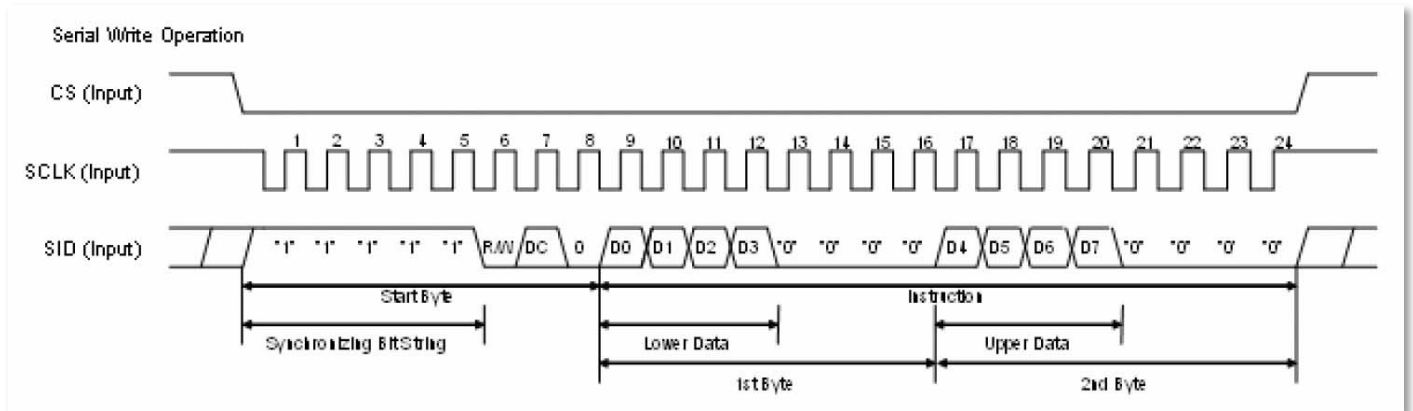 Serial Write Operation
CS (Input)
1 2 3 4 5 6 7 8 9 10 11 12 13 14 15 16 17 18 19 20 21 22 23 24
SCLK (Input)
SID (Input) "1" "1" "1" "1" "1" R/W DC 0 D0 D1 D2 D3 "0" "0" "0" "0" D4 D5 D6 D7 "0" "0" "0" "0"
Start Byte Instruction
Synchronizing Bit String Lower Data Upper Data
1st Byte 2nd Byte